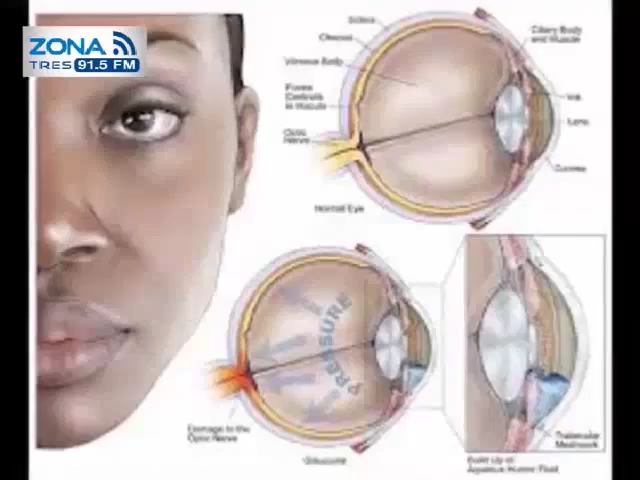 ZONA
TRES 91.5 FM
Sclera
Choroid
Vitreous Body
Fovea
Centralis
in Macula
Optic
Nerve
Ciliary Body
and Muscle
Iris
Lens
Cornea
Normal Eye
PRESSURE
Damage to the
Optic Nerve
Glaucoma
Trabecular
Meshwork
Build Up of
Aqueous Humor Fluid